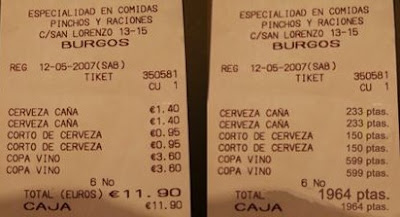 ESPECIALIDAD EN COMIDAS
PINCHOS Y RACIONES
C/SAN LORENZO 13-15
BURGOS
REG 12-05-2007(SAB)
TIKET 350581
CU 1
CERVEZA CAÑA €1.40
CERVEZA CAÑA €1.40
CORTO DE CERVEZA €0.95
CORTO DE CERVEZA €0.95
COPA VINO €3.60
COPA VINO €3.60
6 No
TOTAL (EUROS) €11.90
CAJA €11.90
ESPECIALIDAD EN COMIDAS
PINCHOS Y RACIONES
C/SAN LORENZO 13-15
BURGOS
REG 12-05-2007(SAB)
TIKET 350581
CU 1
CERVEZA CAÑA 233 ptas.
CERVEZA CAÑA 233 ptas.
CORTO DE CERVEZA 150 ptas.
CORTO DE CERVEZA 150 ptas.
COPA VINO 599 ptas.
COPA VINO 599 ptas.
6 No
TOTAL 1964 ptas.
CAJA 1964 ptas.